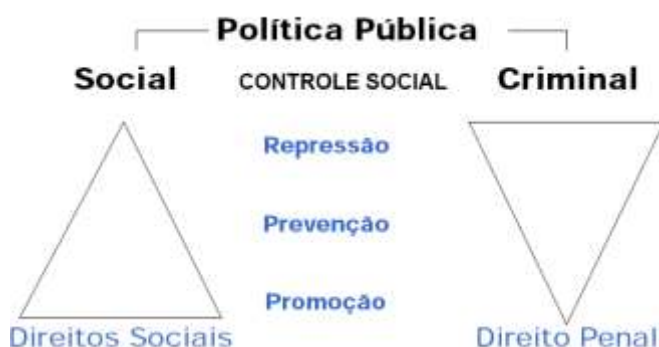 Política Pública
Social CONTROLE SOCIAL Criminal
Repressão
Prevenção
Promoção
Direitos Sociais Direito Penal